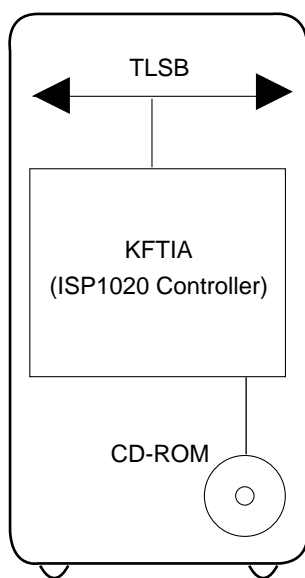 TLSB
KFTIA
(ISP1020 Controller)
CD-ROM